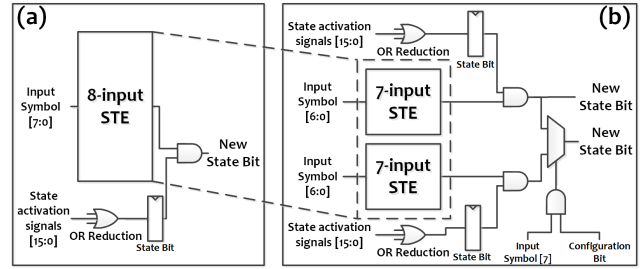 (a)
8-input
STE
Input
Symbol
[7:0]
New
State Bit
State
activation
signals
[15:0]
OR Reduction
State Bit
(b)
State activation
signals [15:0]
OR Reduction
State Bit
Input
Symbol
[6:0]
7-input
STE
New
State Bit
New
State Bit
Input
Symbol
[6:0]
7-input
STE
State activation
signals [15:0]
OR Reduction
State Bit
Input
Symbol [7]
Configuration
Bit